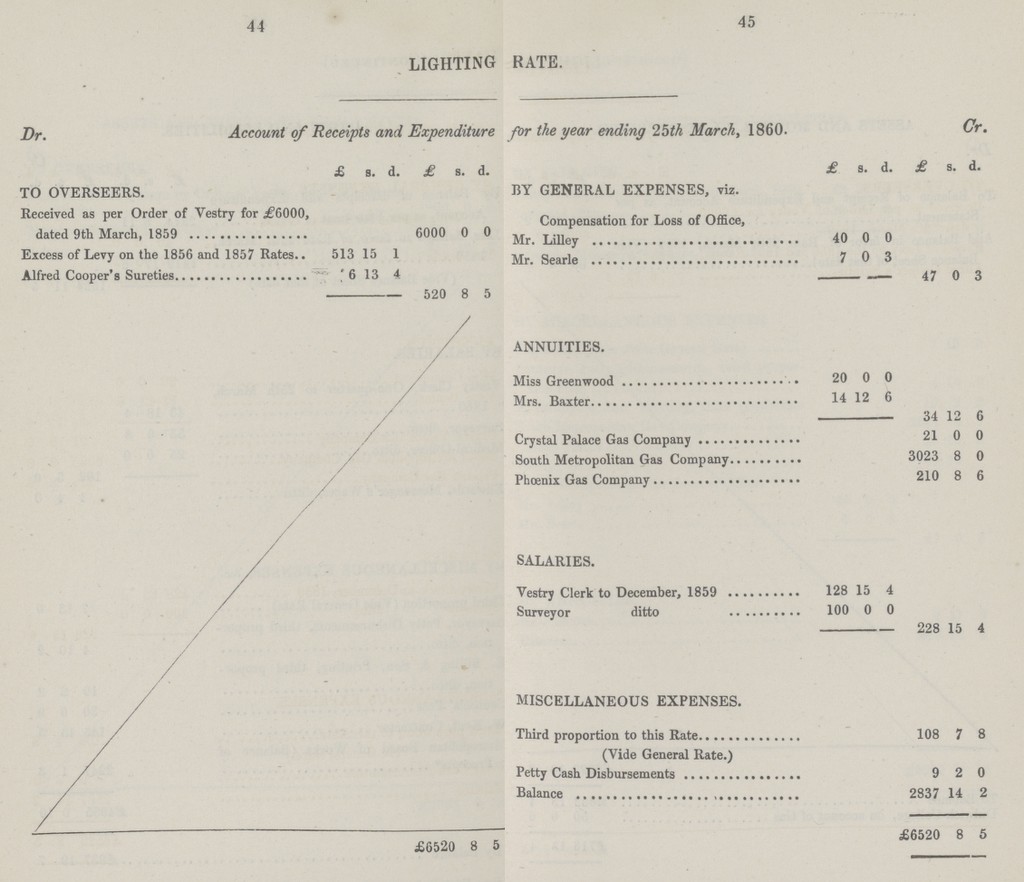 44
LIGHTING
Dr. Account of Receipts and Expenditure
£ s. d. £ s. d.
TO OVERSEERS.
Received as per Order of Vestry for £6000,
dated 9th March, 1859 ................ 6000 0 0
Excess of Levy on the 1856 and 1857 Rates.. 513 15 1
Alfred Cooper's Sureties.................. 6 13 4
520 8 5
£6520 8 5
45
RATE.
for the year ending 25th March, 1860. Cr.
£ s. d. £ s. d.
BY GENERAL EXPENSES, viz.
Compensation for Loss of Office,
Mr. Lilley ............................ 40 0 0
Mr. Searle ............................ 7 0 3
47 0 3
ANNUITIES.
Miss Greenwood ........................ 20 0 0
Mrs. Baxter............................ 14 12 6
34 12 6
Crystal Palace Gas Company .............. 21 0 0
South Metropolitan Gas Company.......... 3023 8 0
Phœnix Gas Company.................... 210 8 6
SALARIES.
Vestry Clerk to December, 1859 .......... 128 15 4
Surveyor ditto .......... 100 0 0
228 15 4
MISCELLANEOUS EXPENSES.
Third proportion to this Rate.............. 108 7 8
(Vide General Rate.)
Petty Cash Disbursements ................ 9 2 0
Balance .............................. 2837 14 2
£6520 8 5